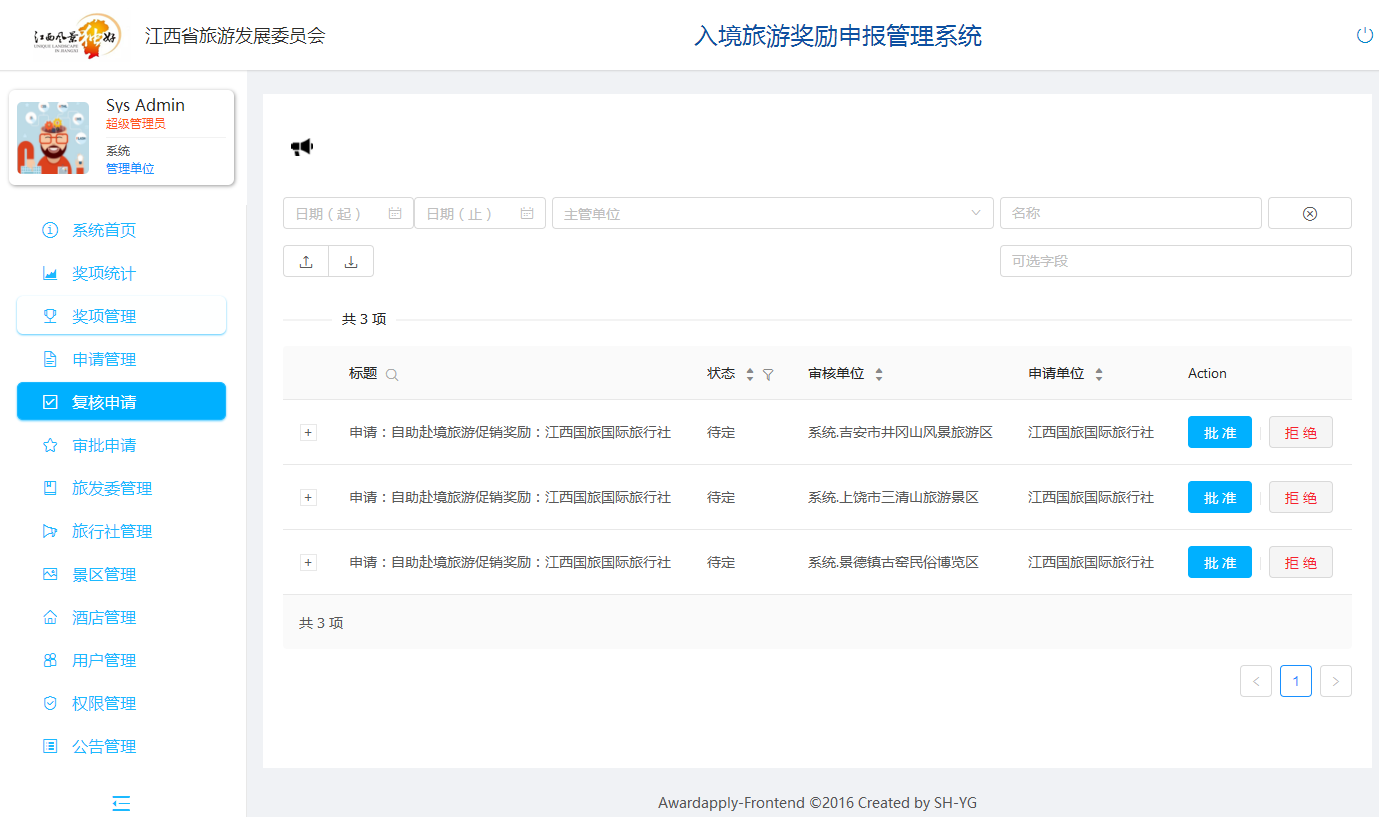 江西风景独好
UNIQUE LANDSCAPE
IN JIANGXI
江西省旅游发展委员会
入境旅游奖励申报管理系统
Sys Admin
超级管理员
系统
管理单位
系统首页
奖项统计
奖项管理
申请管理
复核申请
审批申请
旅发委管理
旅行社管理
景区管理
酒店管理
用户管理
权限管理
公告管理
日期（起） 日期（止） 主管单位 名称
可选字段
共 3 项
标题 状态 审核单位 申请单位 Action
申请：自助赴境旅游促销奖励：江西国旅国际旅行社 待定 系统.吉安市井冈山风景旅游区 江西国旅国际旅行社 批 准 拒 绝
申请：自助赴境旅游促销奖励：江西国旅国际旅行社 待定 系统.上饶市三清山旅游景区 江西国旅国际旅行社 批 准 拒 绝
申请：自助赴境旅游促销奖励：江西国旅国际旅行社 待定 系统.景德镇古窑民俗博览区 江西国旅国际旅行社 批 准 拒 绝
共 3 项
< 1 >
Awardapply-Frontend ©2016 Created by SH-YG